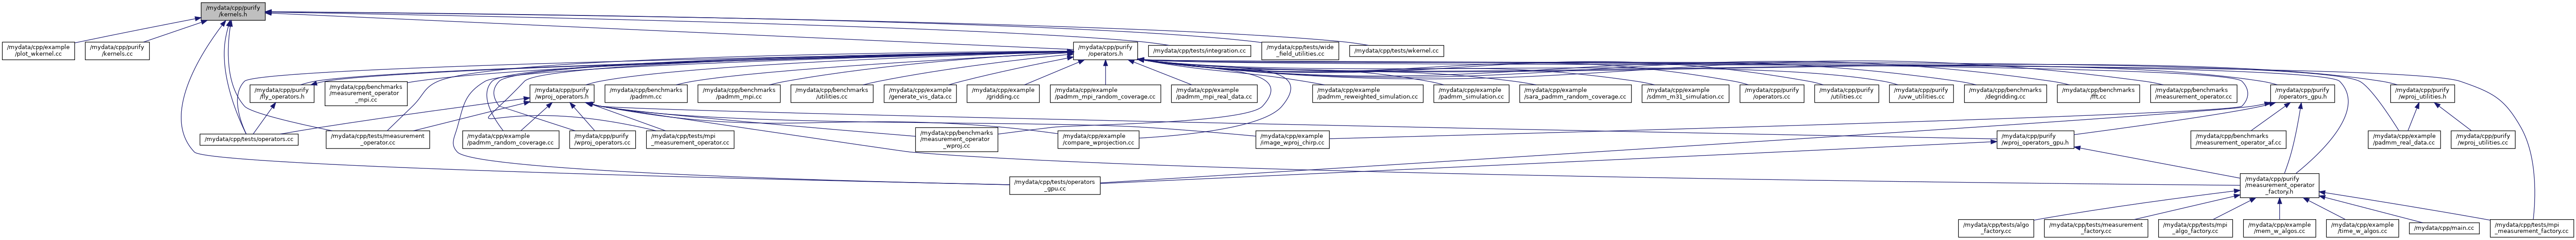 /mydata/cpp/purify
/kernels.h
/mydata/cpp/example
/plot_wkernel.cc
/mydata/cpp/purify
/kernels.cc
/mydata/cpp/purify
/operators.h
/mydata/cpp/tests/integration.cc
/mydata/cpp/tests/wide
_field_utilities.cc
/mydata/cpp/tests/wkernel.cc
/mydata/cpp/purify
/fly_operators.h
/mydata/cpp/benchmarks
/measurement_operator
_mpi.cc
/mydata/cpp/purify
/wproj_operators.h
/mydata/cpp/benchmarks
/padmm.cc
/mydata/cpp/benchmarks
/padmm_mpi.cc
/mydata/cpp/benchmarks
/utilities.cc
/mydata/cpp/example
/generate_vis_data.cc
/mydata/cpp/example
/gridding.cc
/mydata/cpp/example
/padmm_mpi_random_coverage.cc
/mydata/cpp/example
/padmm_mpi_real_data.cc
/mydata/cpp/example
/padmm_reweighted_simulation.cc
/mydata/cpp/example
/padmm_simulation.cc
/mydata/cpp/example
/sara_padmm_random_coverage.cc
/mydata/cpp/example
/sdmm_m31_simulation.cc
/mydata/cpp/purify
/operators.cc
/mydata/cpp/purify
/utilities.cc
/mydata/cpp/purify
/uvw_utilities.cc
/mydata/cpp/benchmarks
/degridding.cc
/mydata/cpp/benchmarks
/fft.cc
/mydata/cpp/benchmarks
/measurement_operator.cc
/mydata/cpp/purify
/operators_gpu.h
/mydata/cpp/purify
/wproj_utilities.h
/mydata/cpp/tests/operators.cc
/mydata/cpp/tests/measurement
_operator.cc
/mydata/cpp/example
/padmm_random_coverage.cc
/mydata/cpp/purify
/wproj_operators.cc
/mydata/cpp/tests/mpi
_measurement_operator.cc
/mydata/cpp/benchmarks
/measurement_operator
_wproj.cc
/mydata/cpp/example
/compare_wprojection.cc
/mydata/cpp/example
/image_wproj_chirp.cc
/mydata/cpp/purify
/wproj_operators_gpu.h
/mydata/cpp/benchmarks
/measurement_operator_af.cc
/mydata/cpp/example
/padmm_real_data.cc
/mydata/cpp/purify
/wproj_utilities.cc
/mydata/cpp/tests/operators
_gpu.cc
/mydata/cpp/purify
/measurement_operator
_factory.h
/mydata/cpp/tests/algo
_factory.cc
/mydata/cpp/tests/measurement
_factory.cc
/mydata/cpp/tests/mpi
_algo_factory.cc
/mydata/cpp/example
/mem_w_algos.cc
/mydata/cpp/example
/time_w_algos.cc
/mydata/cpp/main.cc
/mydata/cpp/tests/mpi
_measurement_factory.cc